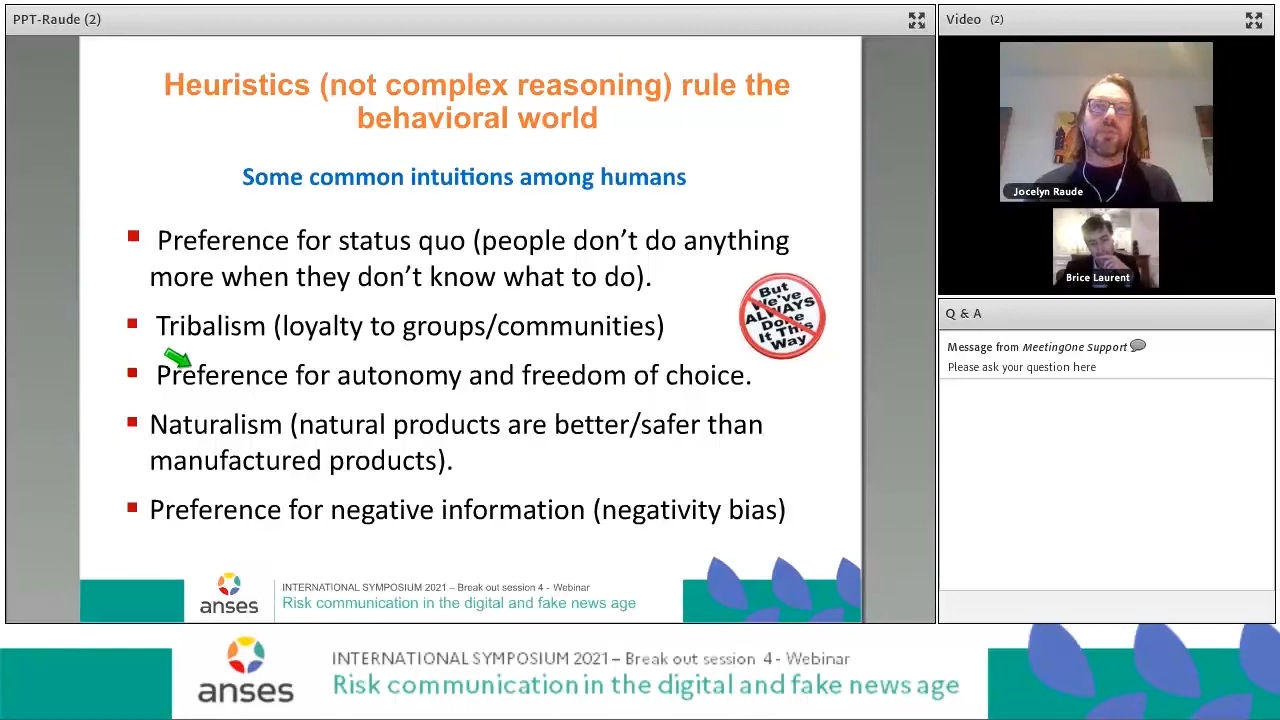 PPT-Raude (2)
Heuristics (not complex reasoning) rule the
behavioral world
Some common intuitions among humans
Preference for status quo (people don’t do anything
more when they don’t know what to do).
Tribalism (loyalty to groups/communities)
Preference for autonomy and freedom of choice.
Naturalism (natural products are better/safer than
manufactured products).
Preference for negative information (negativity bias)
But
We've
ALWAYS
Done
It This
Way
anses
INTERNATIONAL SYMPOSIUM 2021 – Break out session 4 - Webinar
Risk communication in the digital and fake news age
Video (2)
Jocelyn Raude
Brice Laurent
Q & A
Message from MeetingOne Support
Please ask your question here
anses
INTERNATIONAL SYMPOSIUM 2021 – Break out session 4 - Webinar
Risk communication in the digital and fake news age